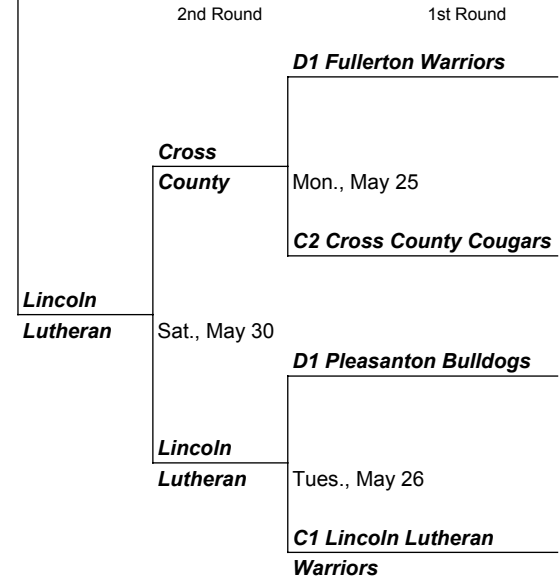 2nd Round 1st Round
D1 Fullerton Warriors
Cross
County Mon., May 25
C2 Cross County Cougars
Lincoln
Lutheran Sat., May 30
D1 Pleasanton Bulldogs
Lincoln
Lutheran Tues., May 26
C1 Lincoln Lutheran
Warriors